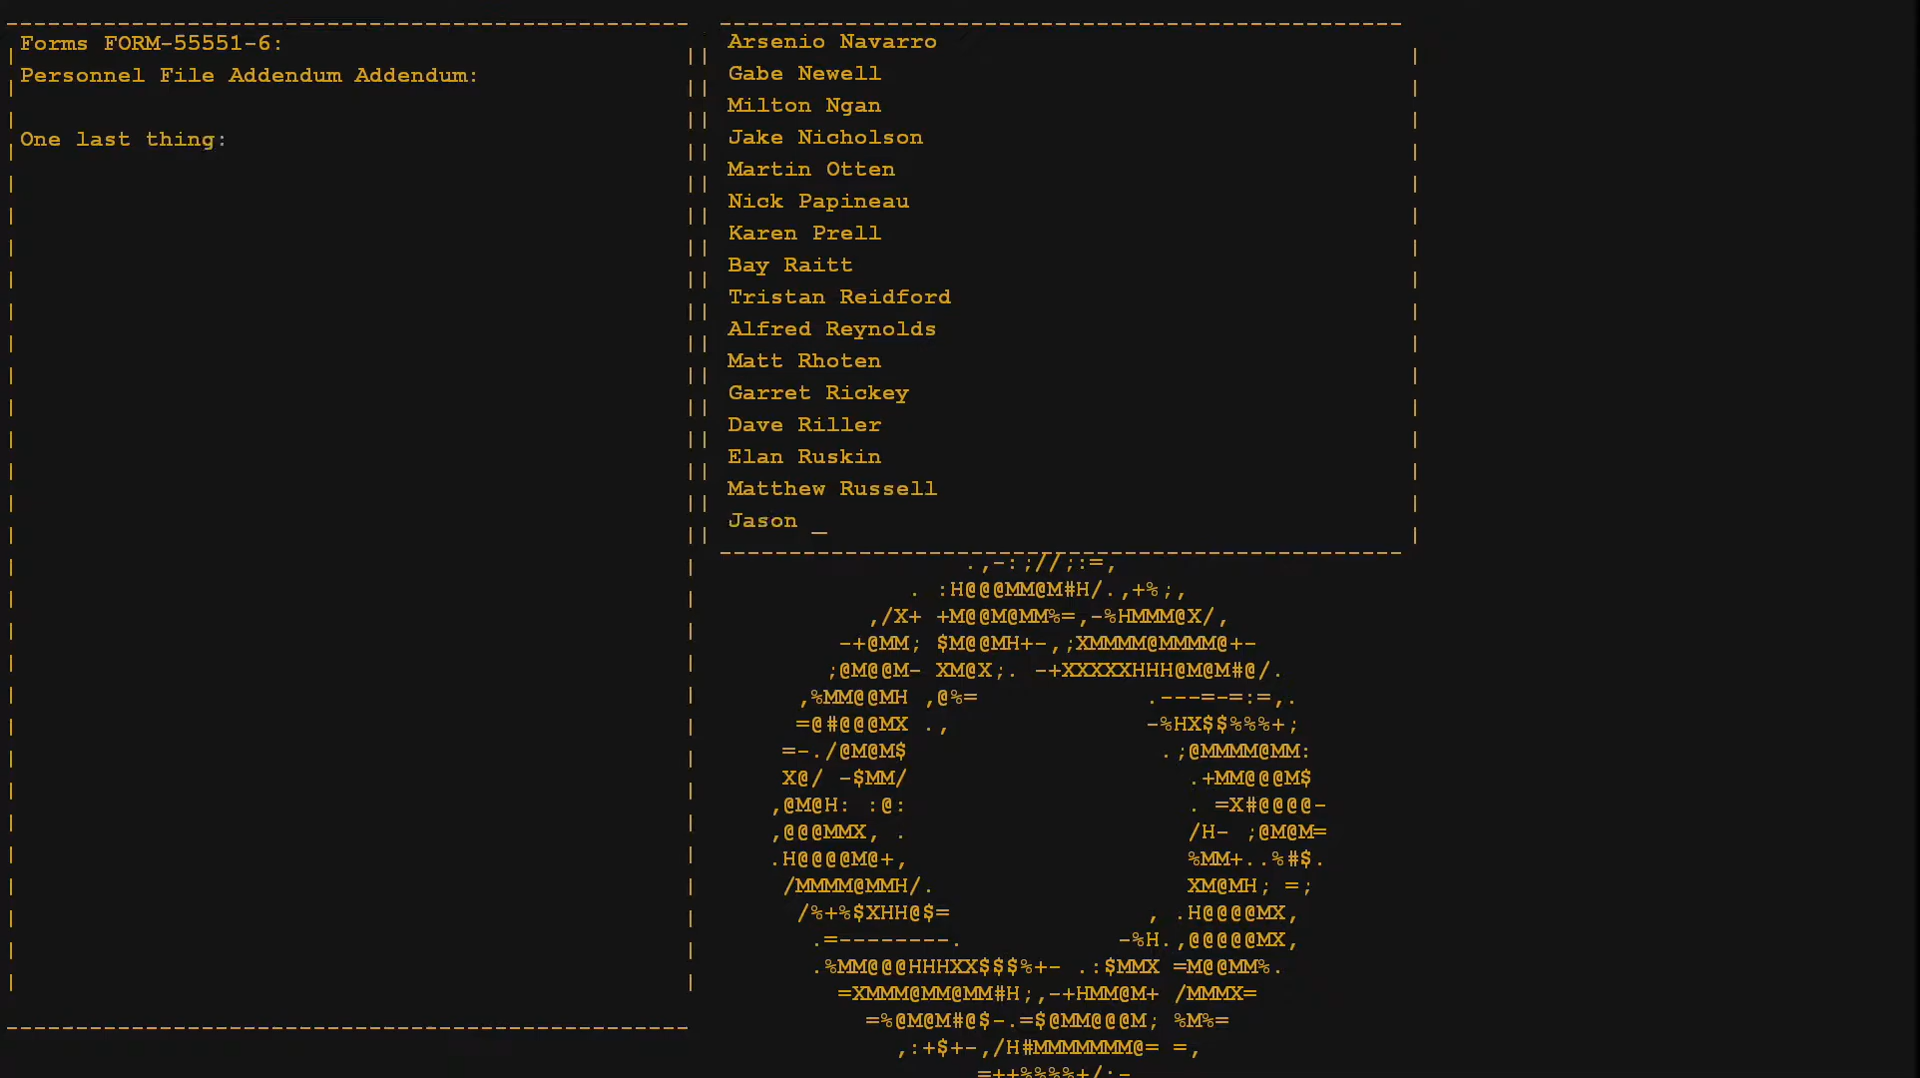 Forms FORM-55551-6:
Personnel File Addendum Addendum:
One last thing:
Arsenio Navarro
Gabe Newell
Milton Ngan
Jake Nicholson
Martin Otten
Nick Papineau
Karen Prell
Bay Raitt
Tristan Reidford
Alfred Reynolds
Matt Rhoten
Garret Rickey
Dave Riller
Elan Ruskin
Matthew Russell
Jason _